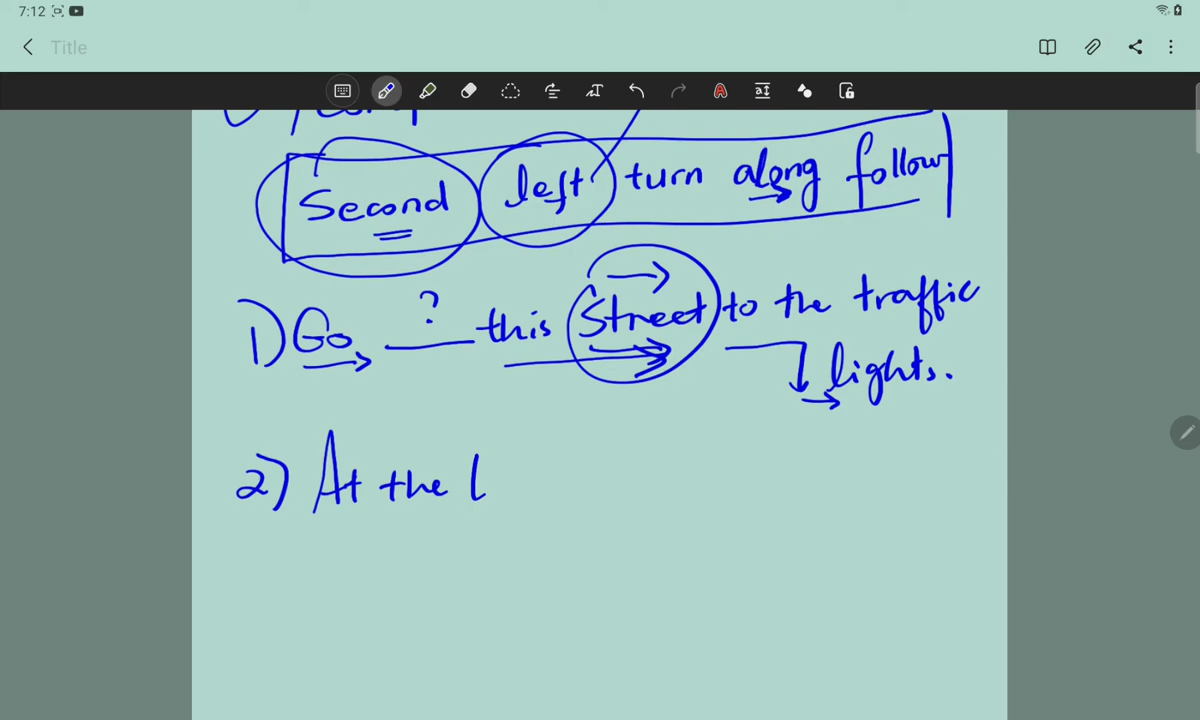 7:12
Title
Second left turn along follow
1) Go ? this Street to the traffic
lights.
2) At the l